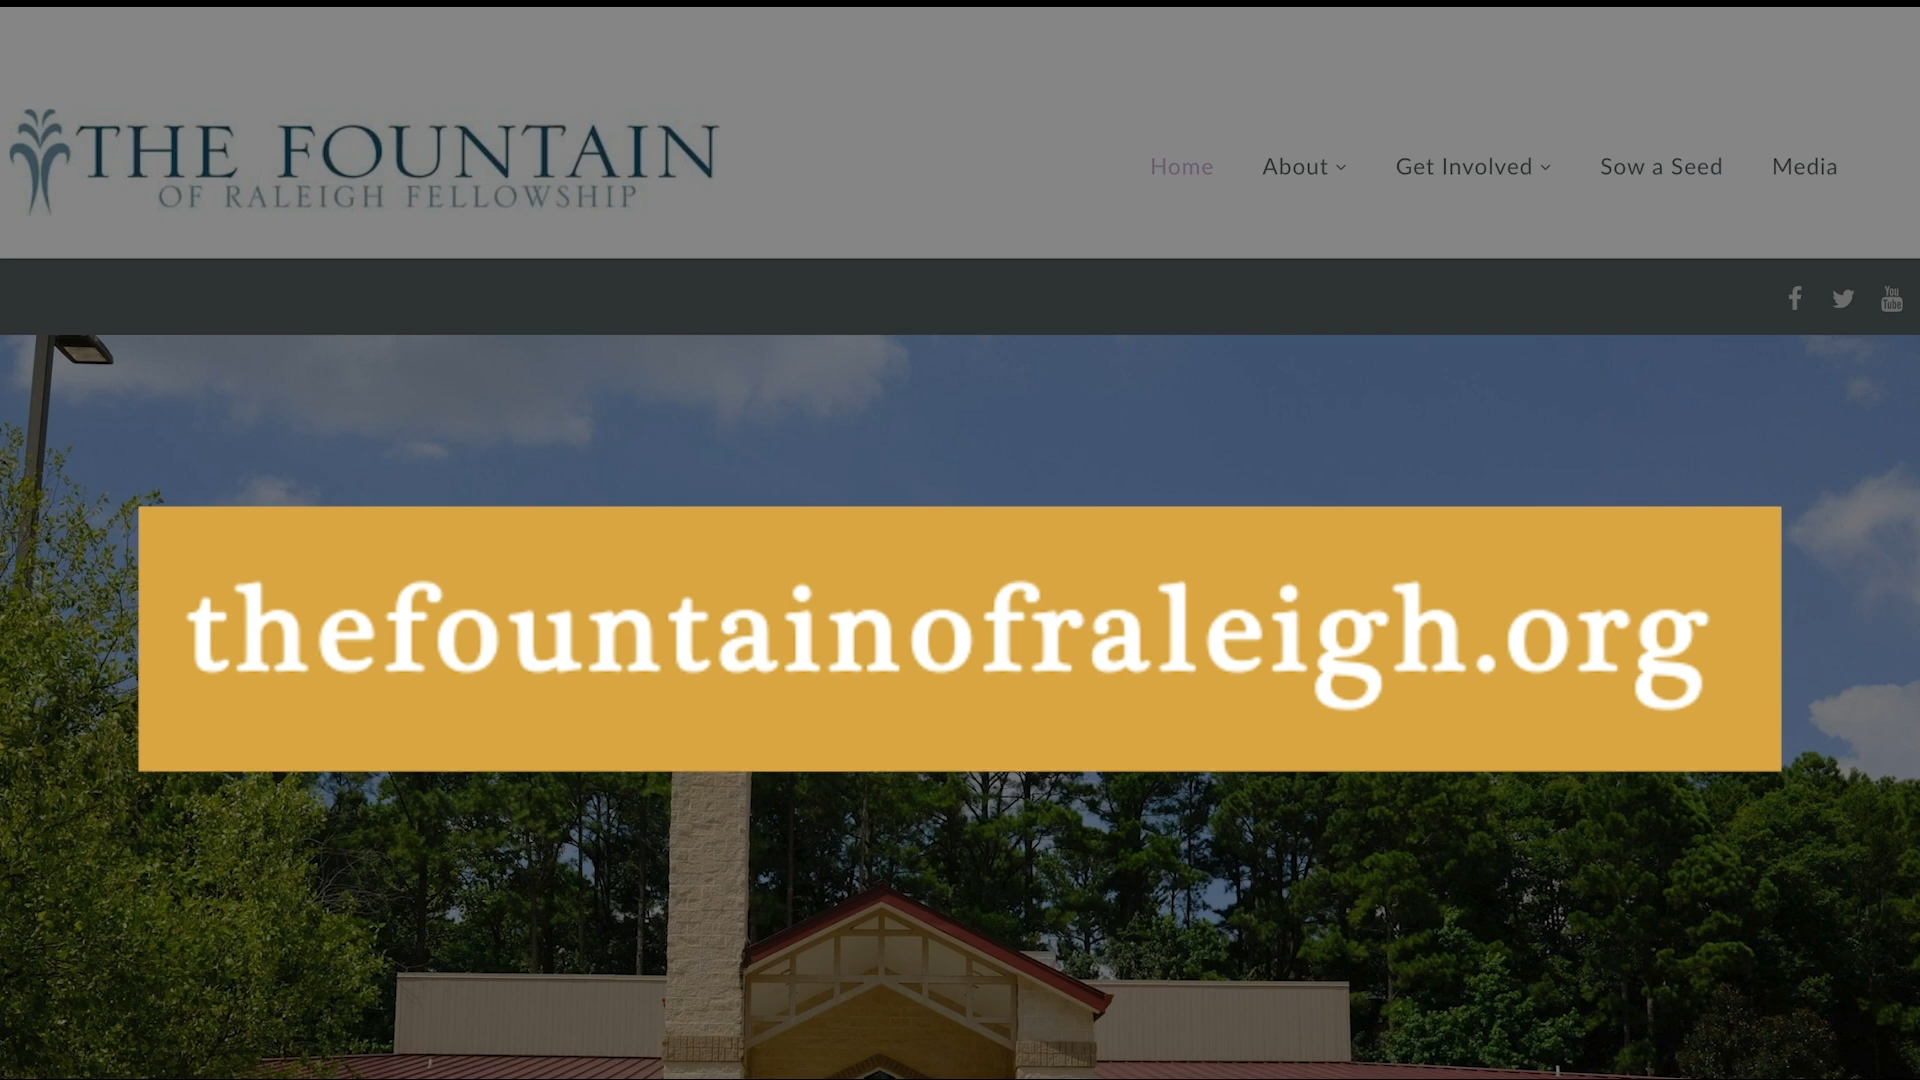 THE FOUNTAIN
OF RALEIGH FELLOWSHIP
Home About Get Involved Sow a Seed Media
You
Tube
thefountainofraleigh.org